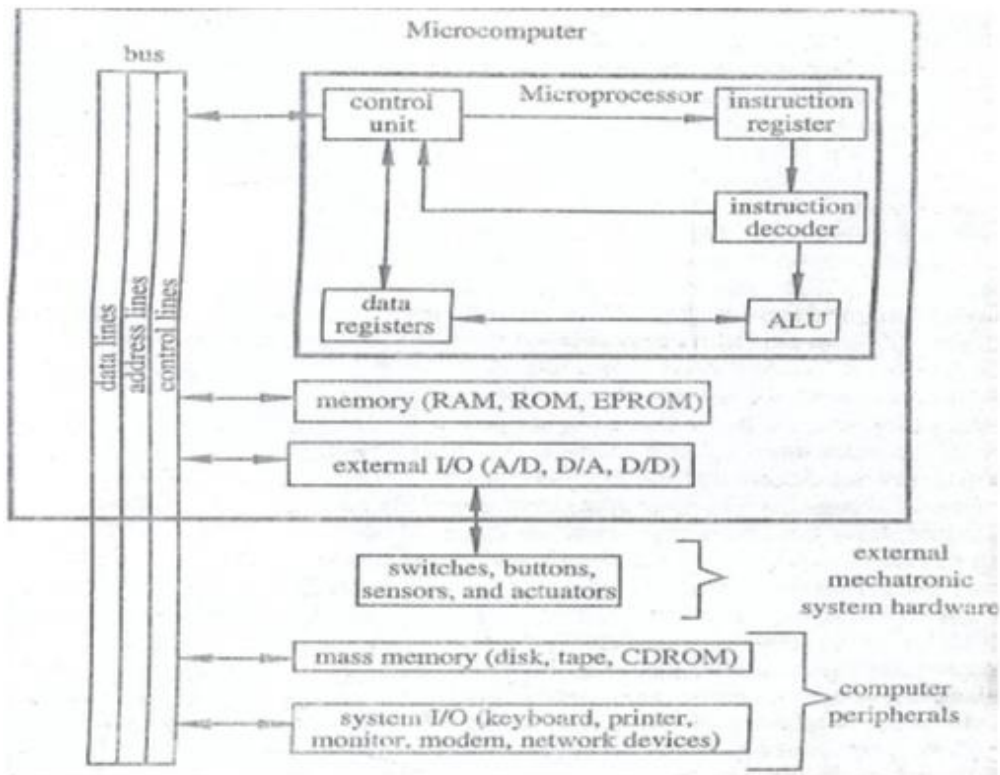 Microcomputer
bus
Microprocessor
control
unit
instruction
register
instruction
decoder
data
registers
ALU
data lines
address lines
control lines
memory (RAM, ROM, EPROM)
external I/O (A/D, D/A, D/D)
switches, buttons,
sensors, and actuators
external
mechatronic
system hardware
mass memory (disk, tape, CDROM)
computer
peripherals
system I/O (keyboard, printer,
monitor, modem, network devices)